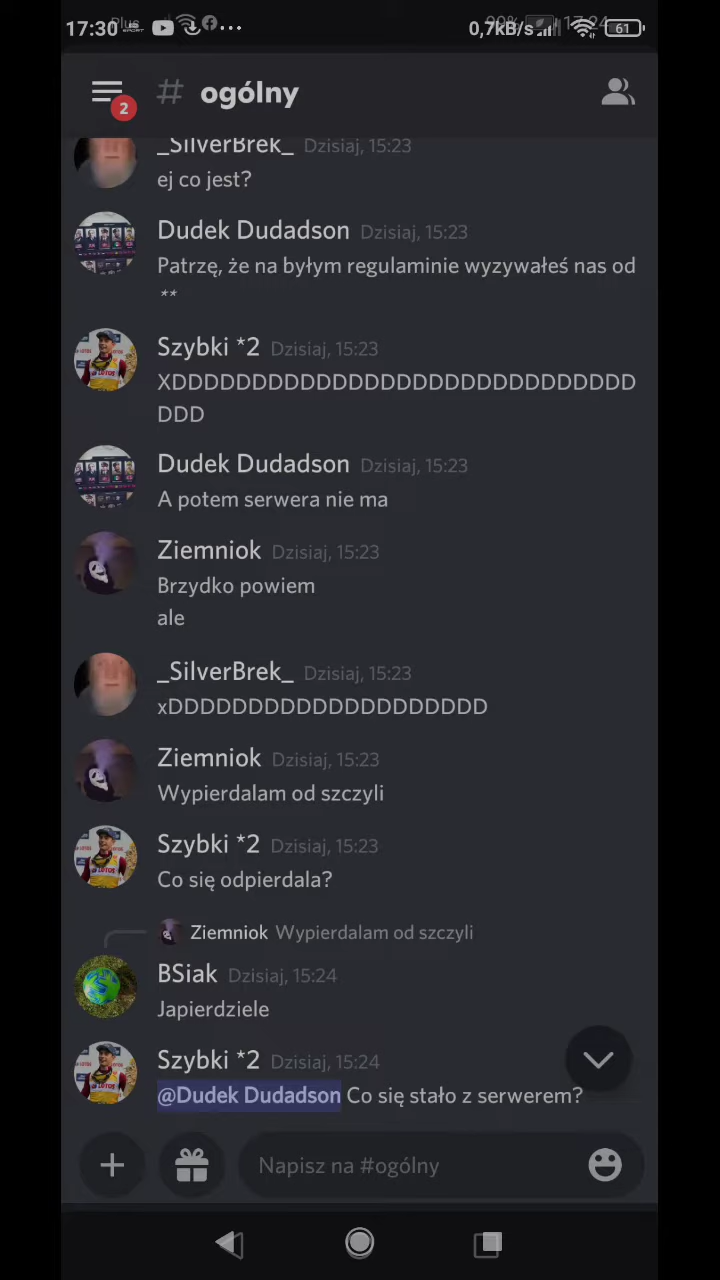 17:30
0,7kB/s
61
2
# ogólny
_SilverBrek_ Dzisiaj, 15:23
ej co jest?
Dudek Dudadson Dzisiaj, 15:23
Patrzę, że na byłym regulaminie wyzywałeś nas od
**
Szybki *2 Dzisiaj, 15:23
XDDDDDDDDDDDDDDDDDDDDDDDDDDDDD
DDD
Dudek Dudadson Dzisiaj, 15:23
A potem serwera nie ma
Ziemniok Dzisiaj, 15:23
Brzydko powiem
ale
_SilverBrek_ Dzisiaj, 15:23
xDDDDDDDDDDDDDDDDDDDD
Ziemniok Dzisiaj, 15:23
Wypierdalam od szczyli
Szybki *2 Dzisiaj, 15:23
Co się odpierdala?
Ziemniok Wypierdalam od szczyli
BSiak Dzisiaj, 15:24
Japierdziele
Szybki *2 Dzisiaj, 15:24
@Dudek Dudadson Co się stało z serwerem?
Napisz na #ogólny